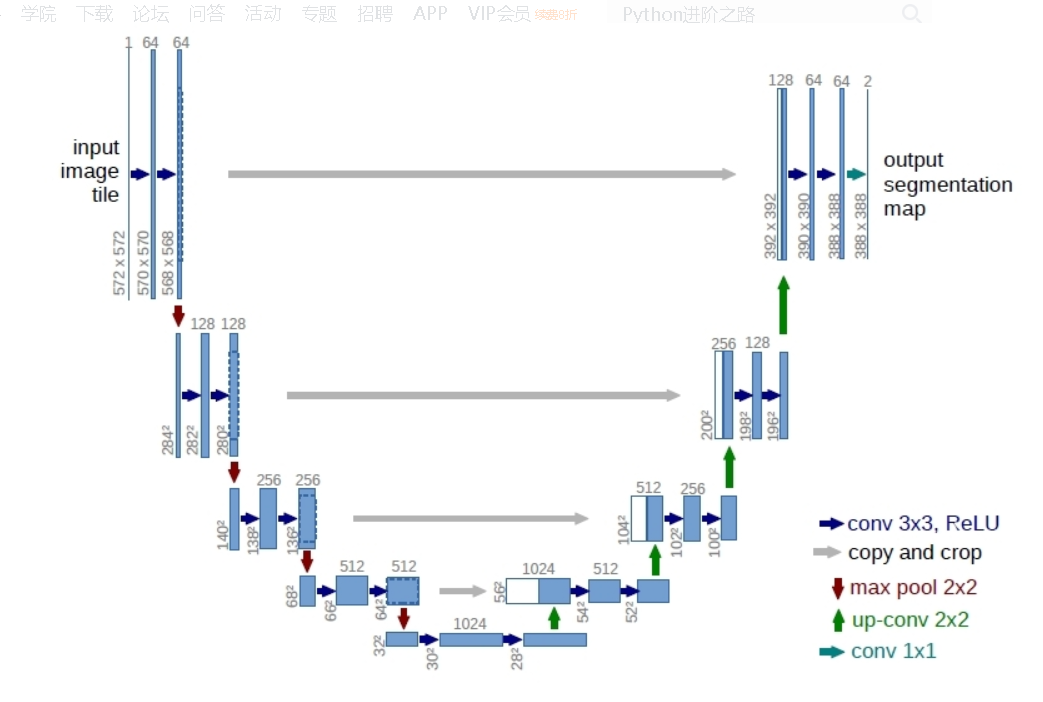 学院 下载 论坛 问答 活动 专题 招聘 APP VIP会员 续费8折 Python进阶之路
1 64 64
128 64 64 2
input
image
tile
output
segmentation
map
572 x 572
570 x 570
568 x 568
392 x 392
390 x 390
388 x 388
388 x 388
128 128
256 128
284²
282²
280²
200²
198²
196²
256 256
512 256
140²
138²
136²
104²
102²
100²
conv 3x3, ReLU
copy and crop
max pool 2x2
up-conv 2x2
conv 1x1
512 512
1024 512
68²
66²
64²
56²
54²
52²
1024
32²
30²
28²